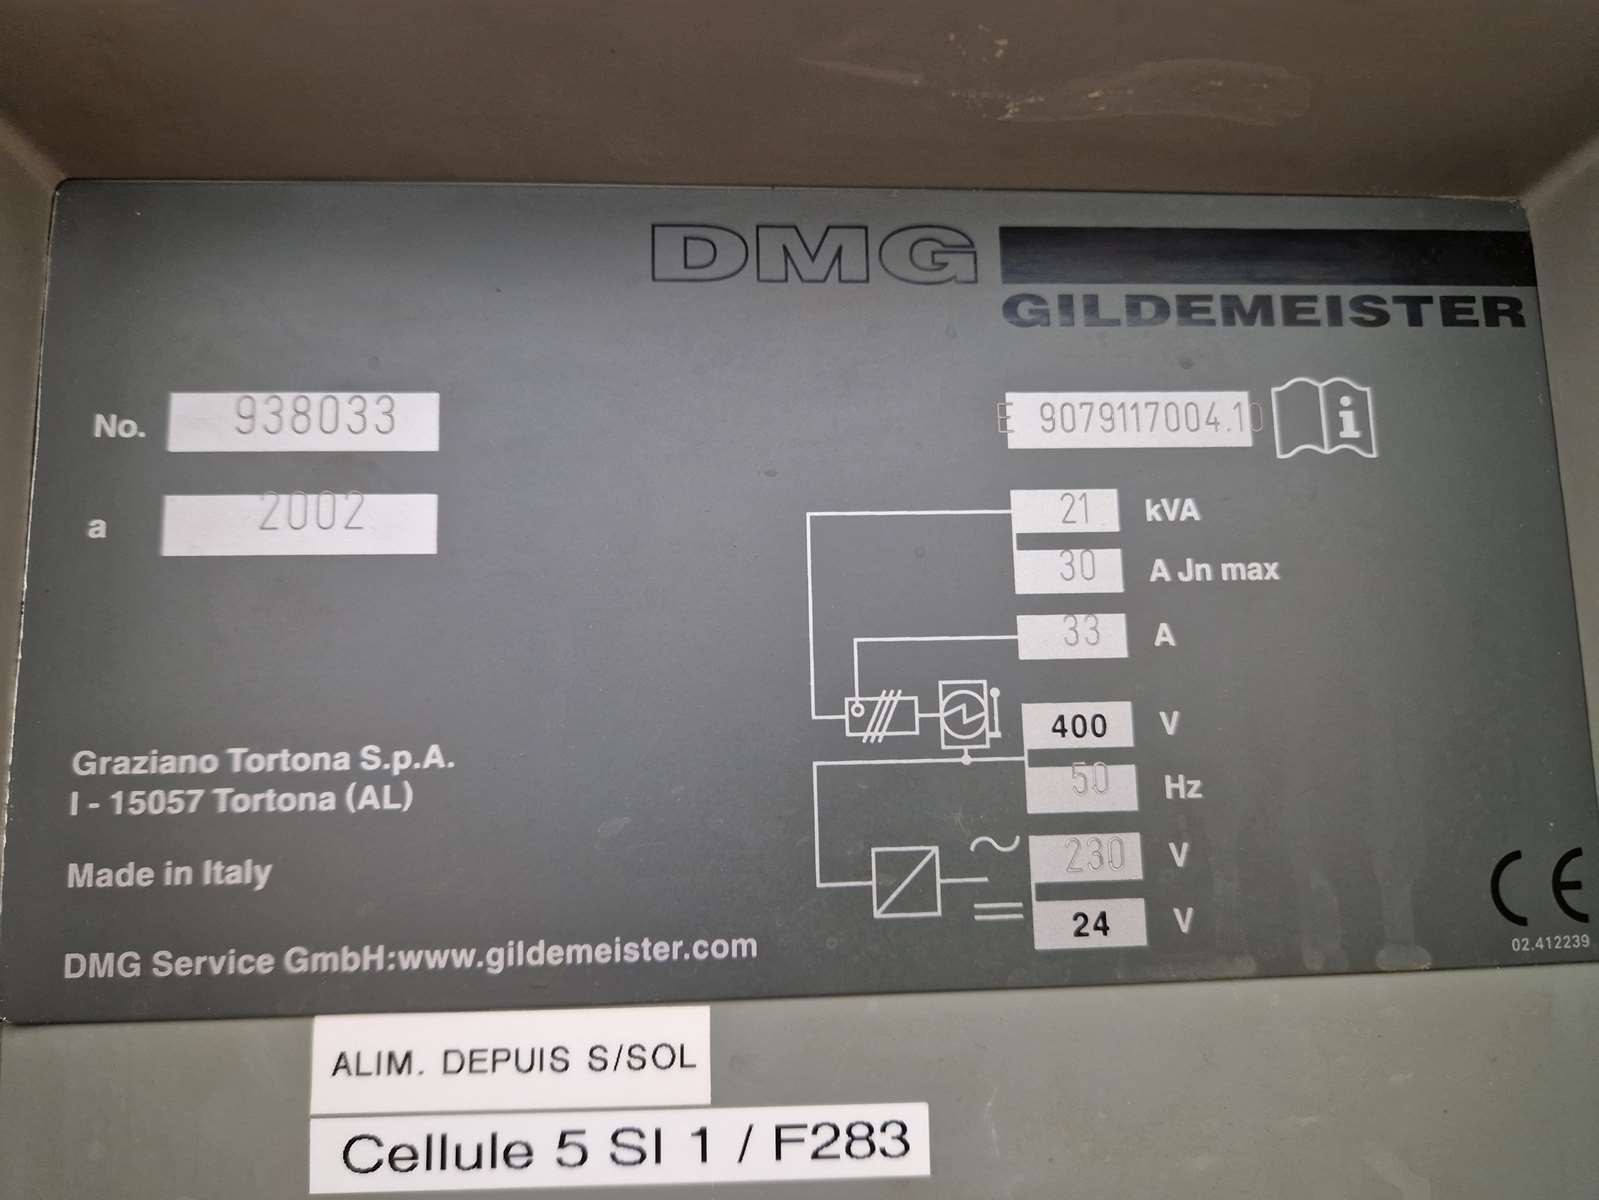 DMG
GILDEMEISTER
No. 938033
E 9079117004.10
a 2002
21 kVA
30 A Jn max
33 A
400 V
50 Hz
230 V
24 V
Graziano Tortona S.p.A.
I - 15057 Tortona (AL)
Made in Italy
DMG Service GmbH:www.gildemeister.com
CE
02.412239
ALIM. DEPUIS S/SOL
Cellule 5 SI 1 / F283